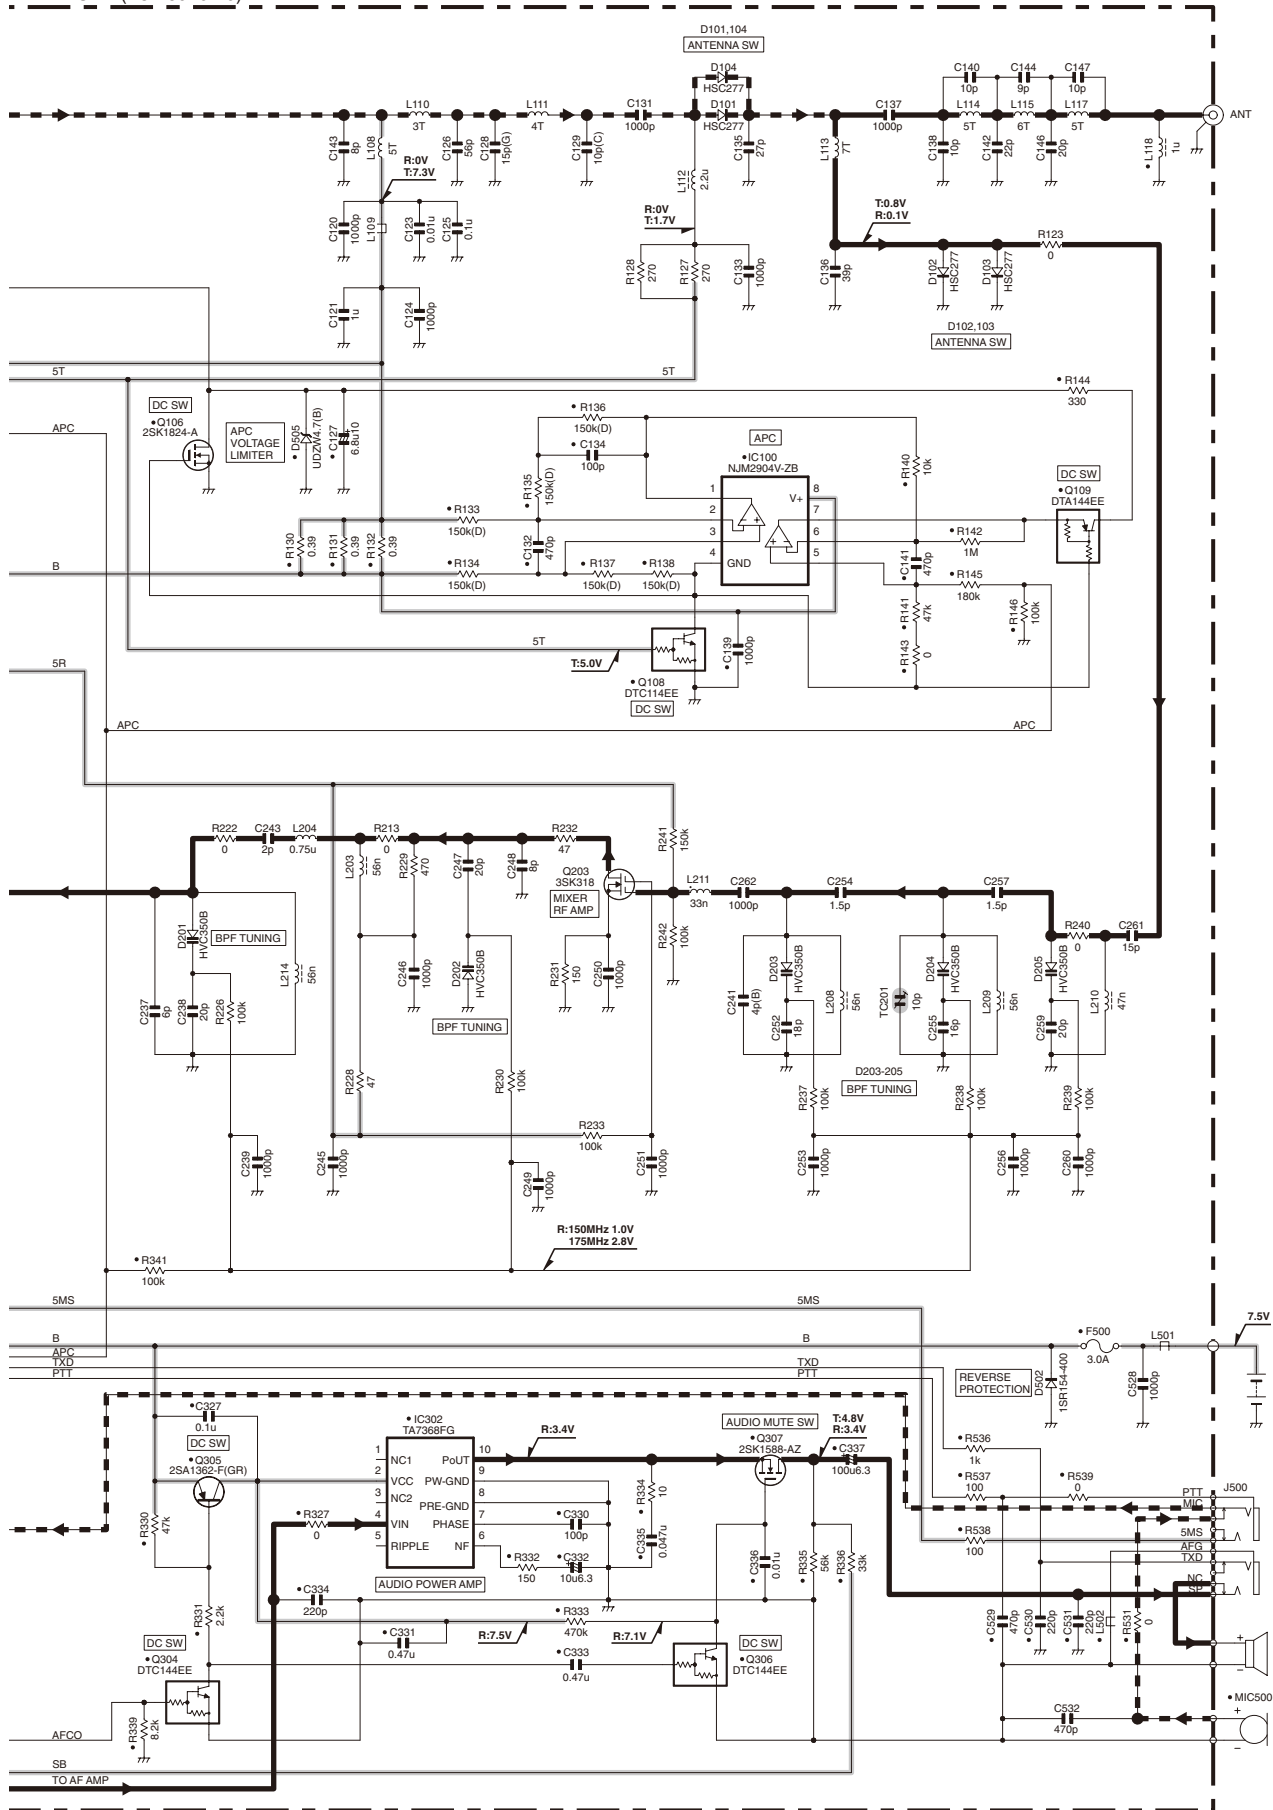 D101,104
ANTENNA SW
D104
HSC277
C140
10p
C144
9p
C147
10p
L110
3T
L111
4T
C131
1000p
D101
HSC277
C137
1000p
L114
5T
L115
6T
L117
5T
ANT
C143
8p
L108
5T
C126
56p
C128
15p(G)
C129
10p(C)
C135
27p
L113
7T
C138
10p
C142
22p
C146
20p
• L118
1u
R:0V
T:7.3V
L112
2.2u
C120
1000p
L109
C123
0.01u
C125
0.1u
R:0V
T:1.7V
T:0.8V
R:0.1V
R128
270
R127
270
C133
1000p
C136
39p
D102
HSC277
D103
HSC277
R123
0
C121
1u
C124
1000p
D102,103
ANTENNA SW
5T
5T
• R144
330
DC SW
• Q106
2SK1824-A
APC
APC
VOLTAGE
LIMITER
• D505
UDZW4.7(B)
• C127
6.8u10
• R136
150k(D)
• C134
100p
• R135
150k(D)
APC
• IC100
NJM2904V-ZB
1
2
3
4
GND
8
V+
7
6
5
• R140
10k
DC SW
• Q109
DTA144EE
• R133
150k(D)
• R130
0.39
• R131
0.39
• R132
0.39
• C132
470p
• R142
1M
• C141
470p
B
• R134
150k(D)
• R137
150k(D)
• R138
150k(D)
• R145
180k
• R141
47k
• R146
100k
• R143
0
5T
T:5.0V
• C139
1000p
• Q108
DTC114EE
DC SW
5R
APC
APC
R222
0
C243
2p
L204
0.75u
R213
0
R232
47
R241
150k
L203
56n
R229
470
C247
20p
C248
8p
Q203
3SK318
MIXER
RF AMP
L211
33n
C262
1000p
C254
1.5p
C257
1.5p
R240
0
C261
15p
D201
HVC350B
BPF TUNING
L214
56n
R242
100k
C237
6p
C238
20p
R226
100k
C246
1000p
D202
HVC350B
R231
150
C250
1000p
BPF TUNING
C241
4p(B)
D203
HVC350B
C252
18p
L208
56n
TC201
10p
D204
HVC350B
C255
16p
L209
56n
D205
HVC350B
C259
20p
L210
47n
R228
47
R230
100k
D203-205
BPF TUNING
R237
100k
R238
100k
R239
100k
R233
100k
C239
1000p
C245
1000p
C249
1000p
C251
1000p
C253
1000p
C256
1000p
C260
1000p
R:150MHz 1.0V
175MHz 2.8V
• R341
100k
5MS
5MS
B
B
APC
TXD
TXD
PTT
PTT
• F500
3.0A
L501
7.5V
REVERSE
PROTECTION
D502
1SR154-400
C528
1000p
• C327
0.1u
DC SW
• Q305
2SA1362-F(GR)
• IC302
TA7368FG
1
NC1
2
VCC
3
NC2
4
VIN
5
RIPPLE
10
PoUT
9
PW-GND
8
PRE-GND
7
PHASE
6
NF
AUDIO POWER AMP
R:3.4V
AUDIO MUTE SW
• Q307
2SK1588-AZ
T:4.8V
R:3.4V
• C337
100u6.3
• R536
1k
• R537
100
• R539
0
• R538
100
J500
PTT
MIC
5MS
AFG
TXD
NC
SP
• R330
47k
• R327
0
• C330
100p
• R334
10
• C335
0.047u
• R332
150
• C332
10u6.3
• C336
0.01u
• R335
56k
• R336
33k
• R331
2.2k
• C334
220p
• C331
0.47u
• R333
470k
R:7.5V
R:7.1V
• C529
470p
• C530
220p
• C531
220p
• L502
• R531
0
DC SW
• Q304
DTC144EE
• C333
0.47u
DC SW
• Q306
DTC144EE
+
−
• MIC500
+
−
C532
470p
AFCO
• R339
8.2k
SB
TO AF AMP